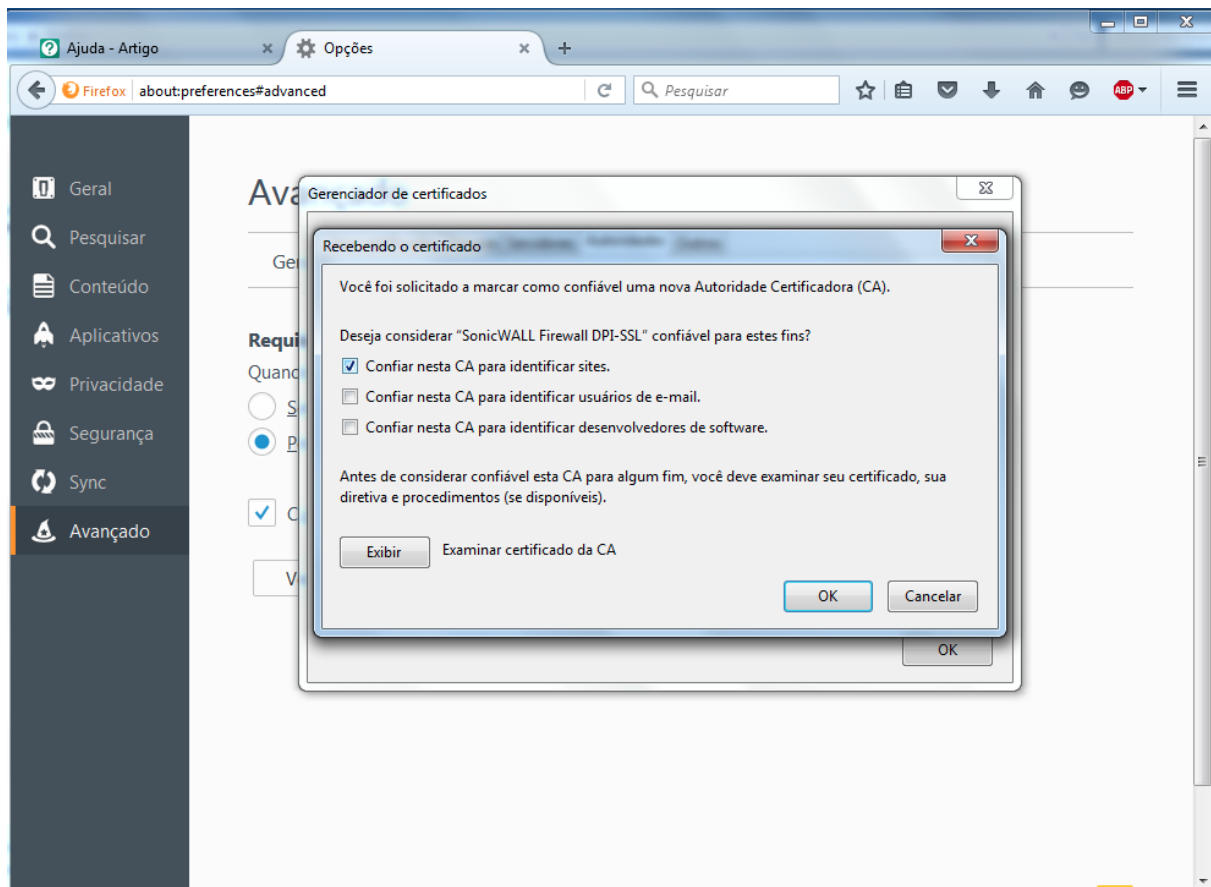 Ajuda - Artigo
Opções
Firefox
about:preferences#advanced
Pesquisar
ABP
Geral
Pesquisar
Conteúdo
Aplicativos
Privacidade
Segurança
Sync
Avançado
Gerenciador de certificados
Recebendo o certificado
Você foi solicitado a marcar como confiável uma nova Autoridade Certificadora (CA).
Deseja considerar “SonicWALL Firewall DPI-SSL” confiável para estes fins?
Confiar nesta CA para identificar sites.
Confiar nesta CA para identificar usuários de e-mail.
Confiar nesta CA para identificar desenvolvedores de software.
Antes de considerar confiável esta CA para algum fim, você deve examinar seu certificado, sua
diretiva e procedimentos (se disponíveis).
Exibir
Examinar certificado da CA
OK
Cancelar
OK